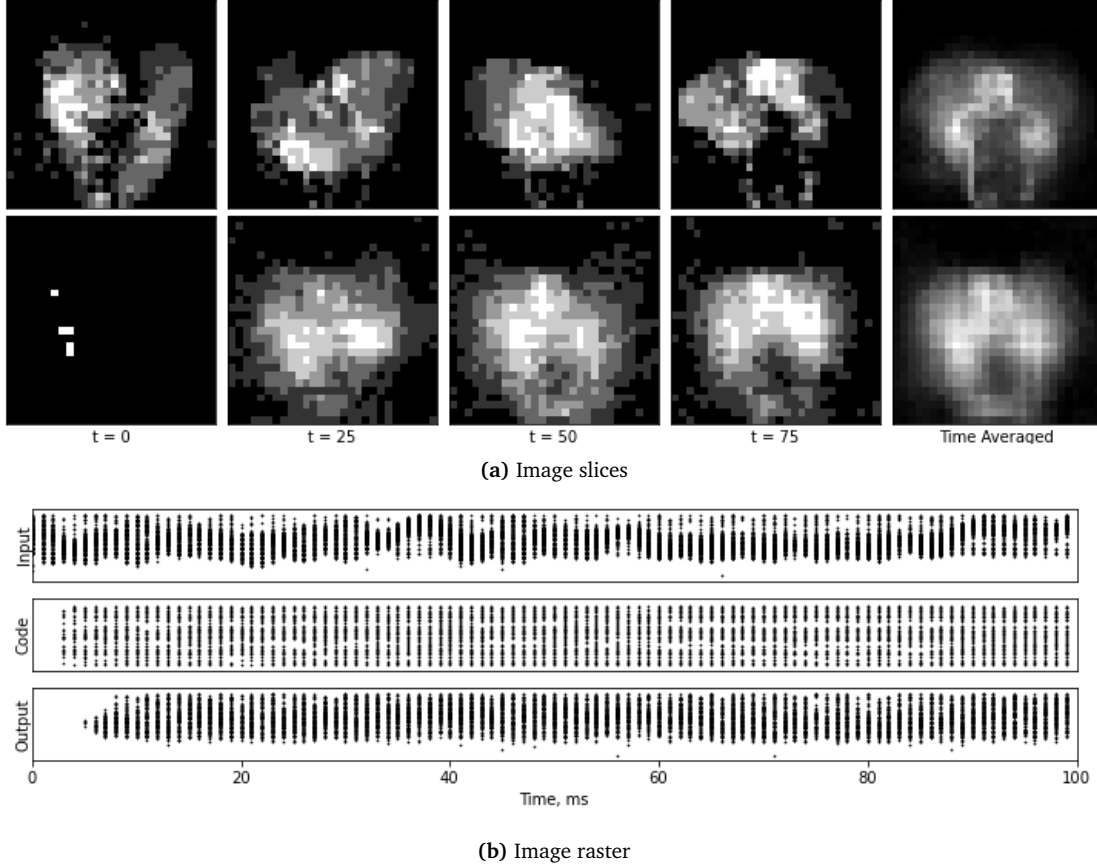 t = 0
t = 25
t = 50
t = 75
Time Averaged
(a) Image slices
Input
Code
Output
0
20
40
60
80
100
Time, ms
(b) Image raster